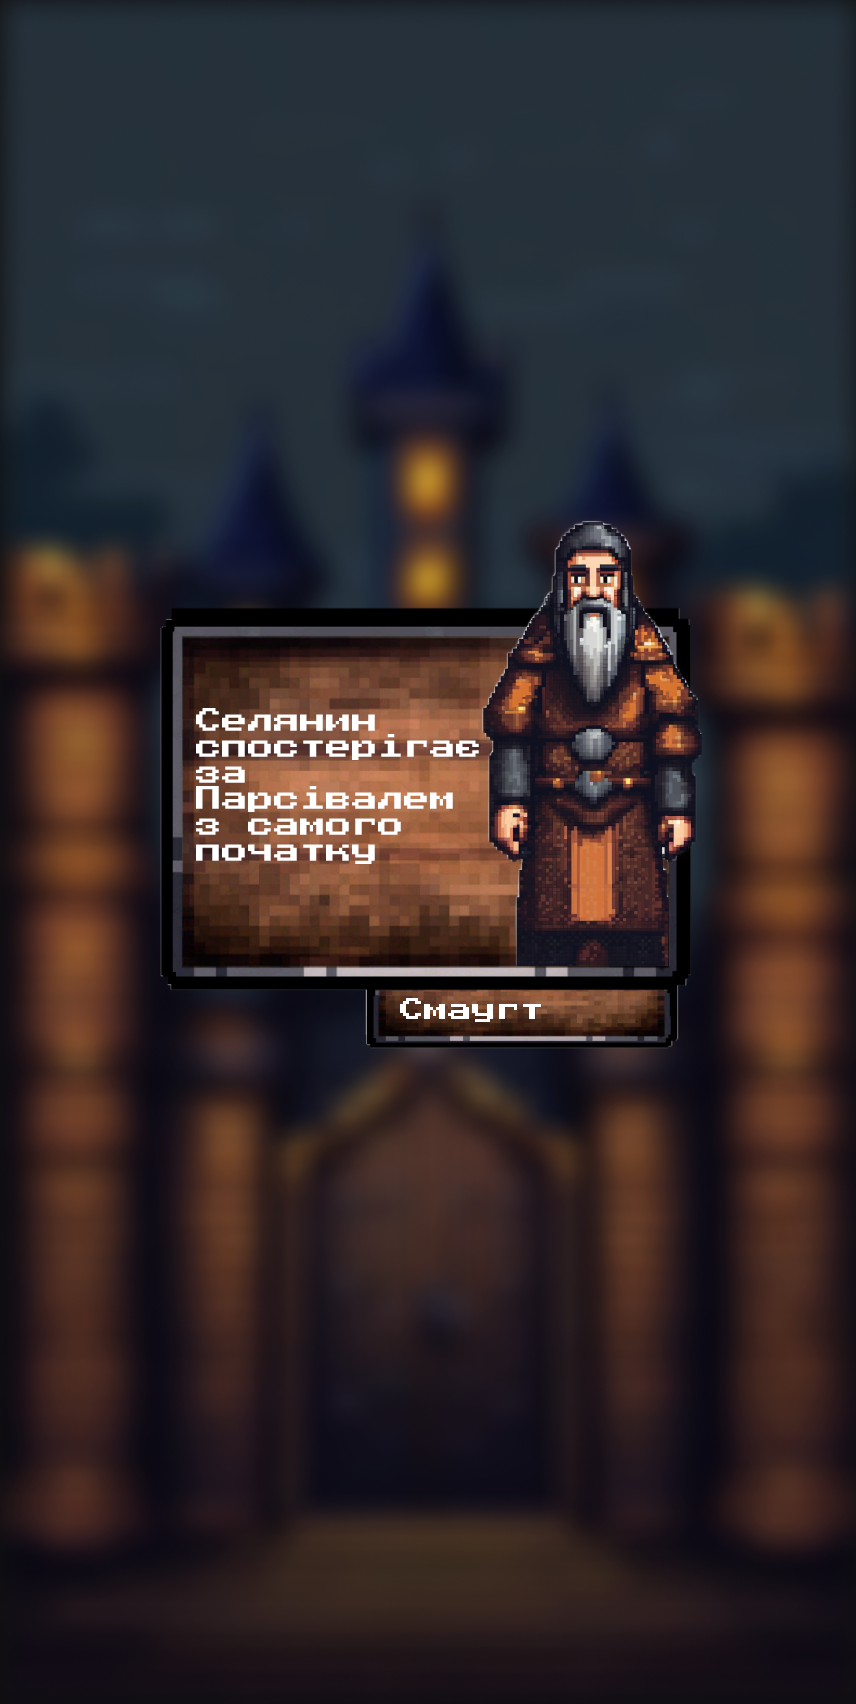 Селянин
спостерігає
за
Парсівалем
з самого
початку
Смаугт